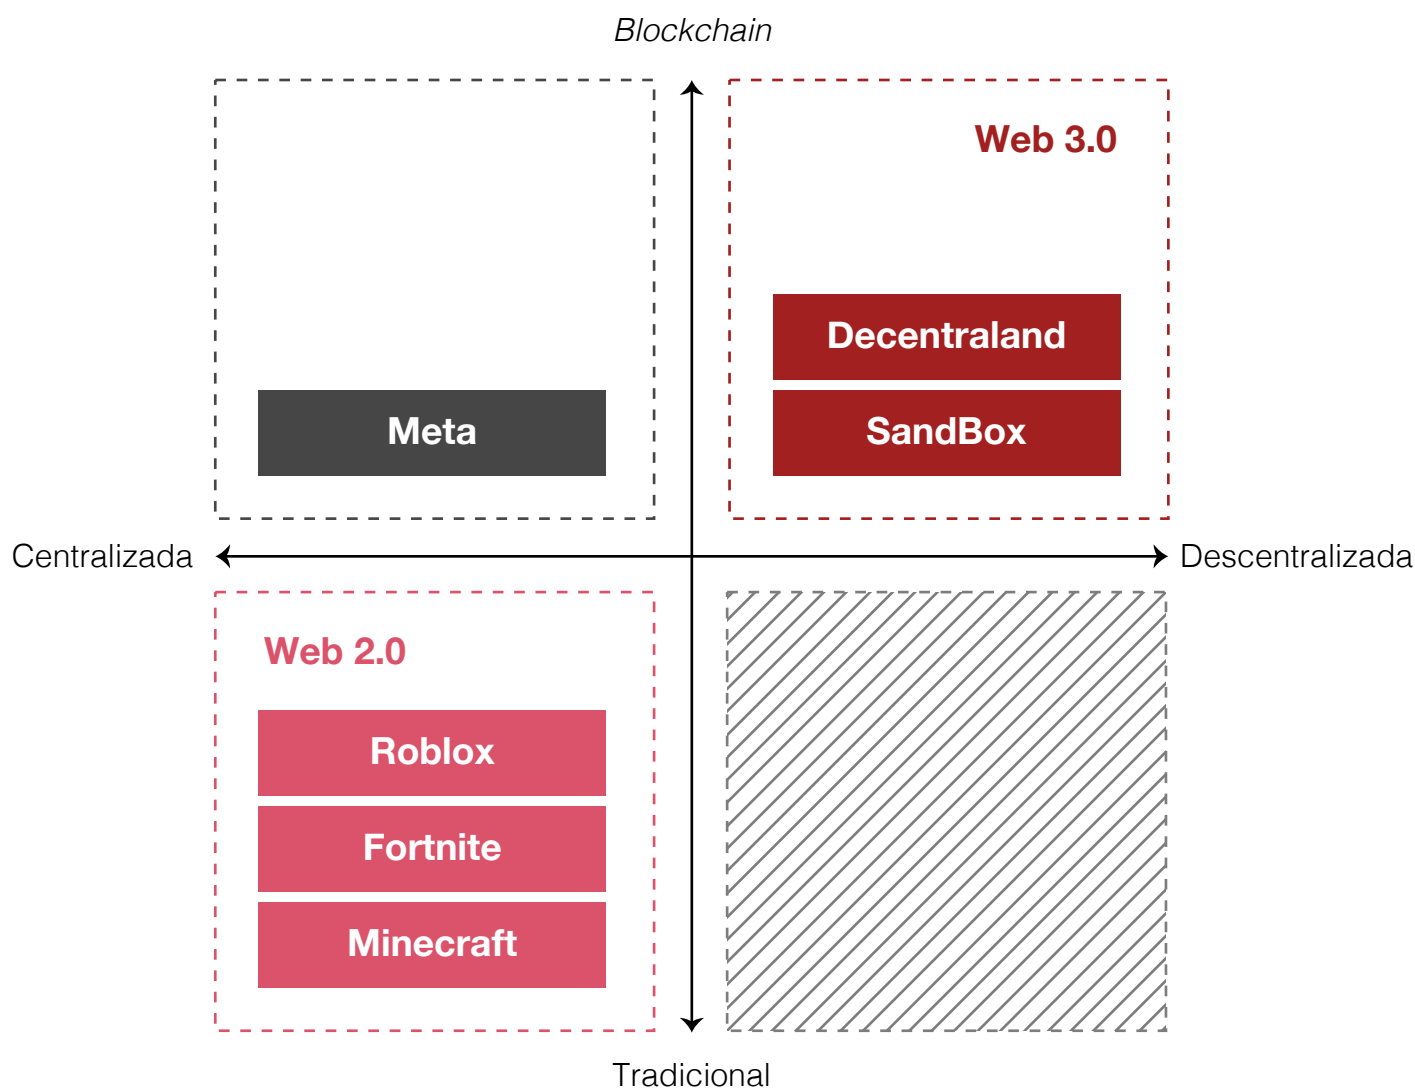 Blockchain
Web 3.0
Decentraland
Meta
SandBox
Centralizada
Descentralizada
Web 2.0
Roblox
Fortnite
Minecraft
Tradicional